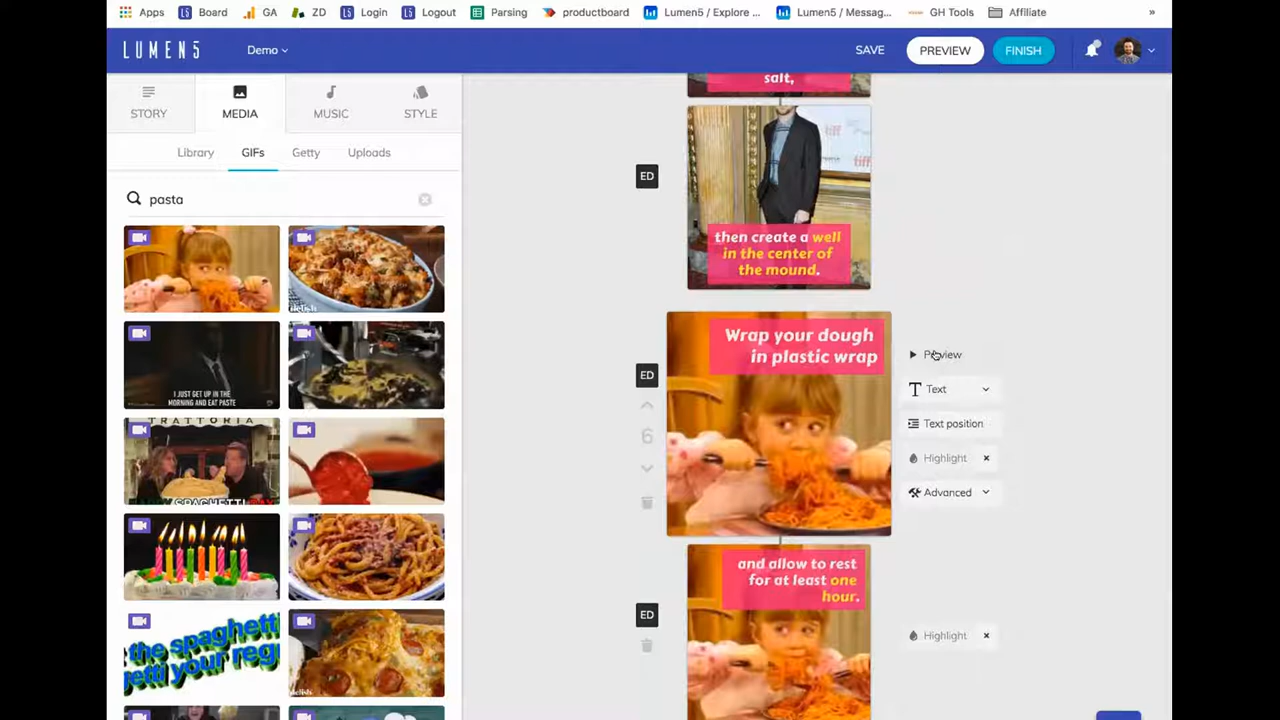 Apps
Board
GA
ZD
Login
Logout
Parsing
productboard
Lumen5 / Explore ...
Lumen5 / Messag...
GH Tools
Affiliate
»
LUMEN5
Demo
SAVE
PREVIEW
FINISH
STORY
MEDIA
MUSIC
STYLE
Library
GIFs
Getty
Uploads
pasta
I JUST GET UP IN THE
MORNING AND EAT PASTE
TRATTORIA
the spaghett
getti your reg
salt,
tiff
ED
then create a well
in the center of
the mound.
ED
6
Wrap your dough
in plastic wrap
Preview
Text
Text position
Highlight
Advanced
ED
and allow to rest
for at least one
hour.
Highlight